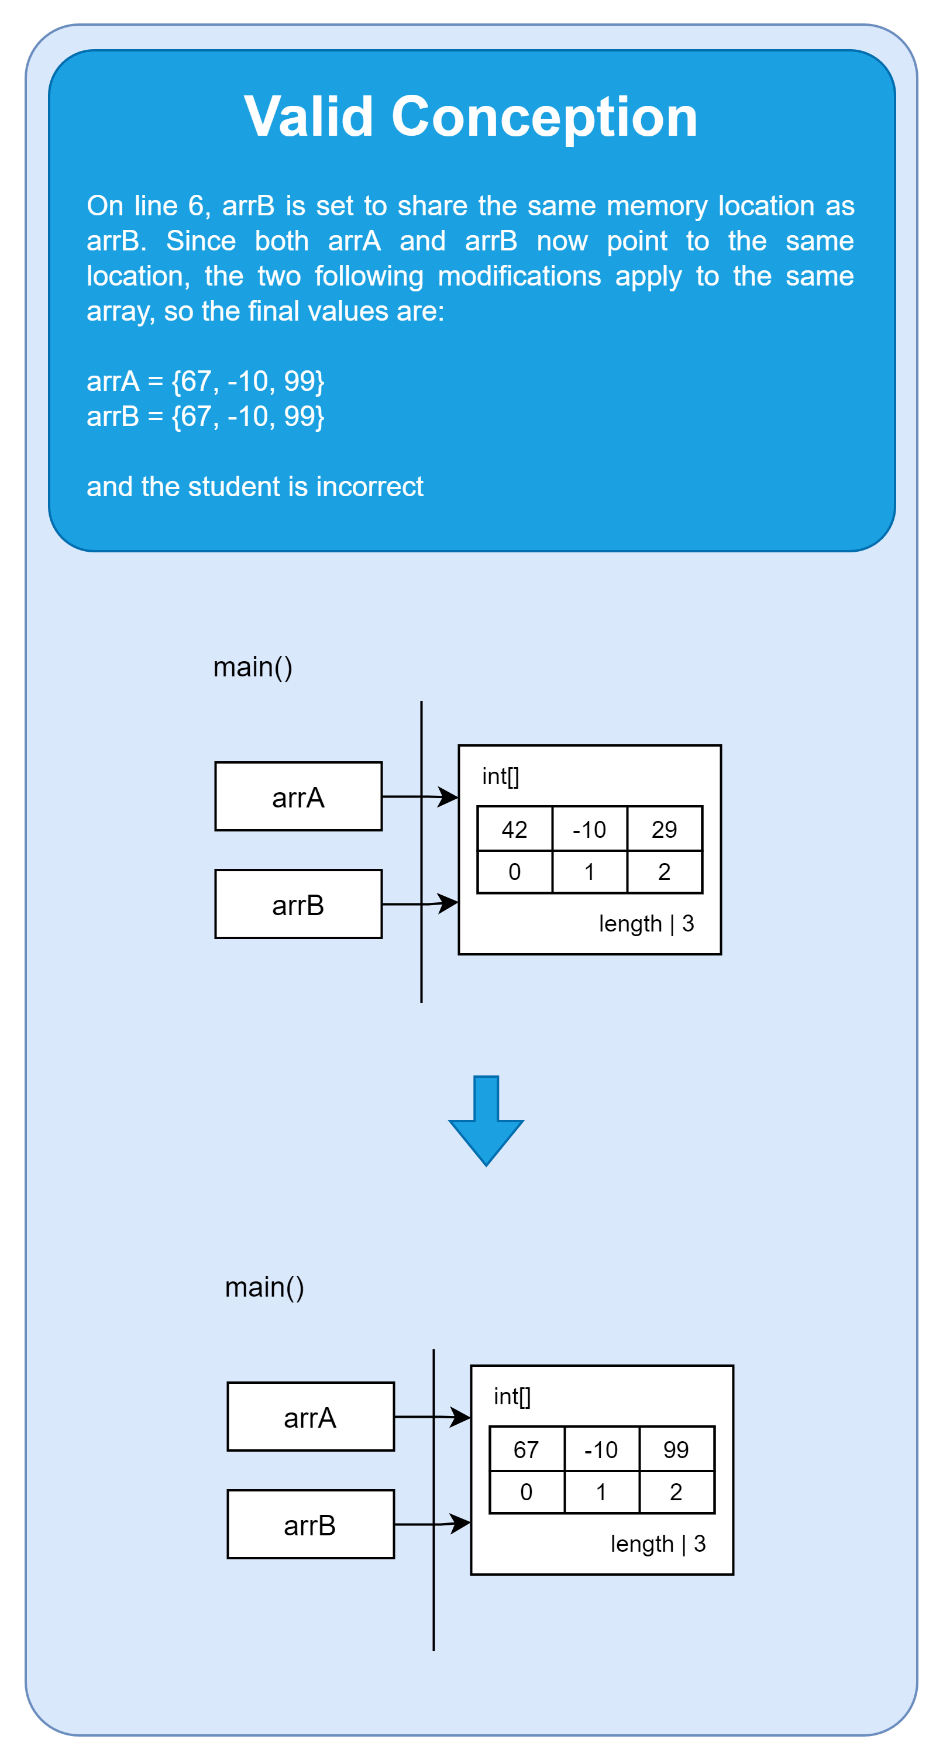 Valid Conception
On line 6, arrB is set to share the same memory location as
arrB. Since both arrA and arrB now point to the same
location, the two following modifications apply to the same
array, so the final values are:
arrA = {67, -10, 99}
arrB = {67, -10, 99}
and the student is incorrect
main()
arrA
arrB
int[]
42 -10 29
0 1 2
length | 3
main()
arrA
arrB
int[]
67 -10 99
0 1 2
length | 3